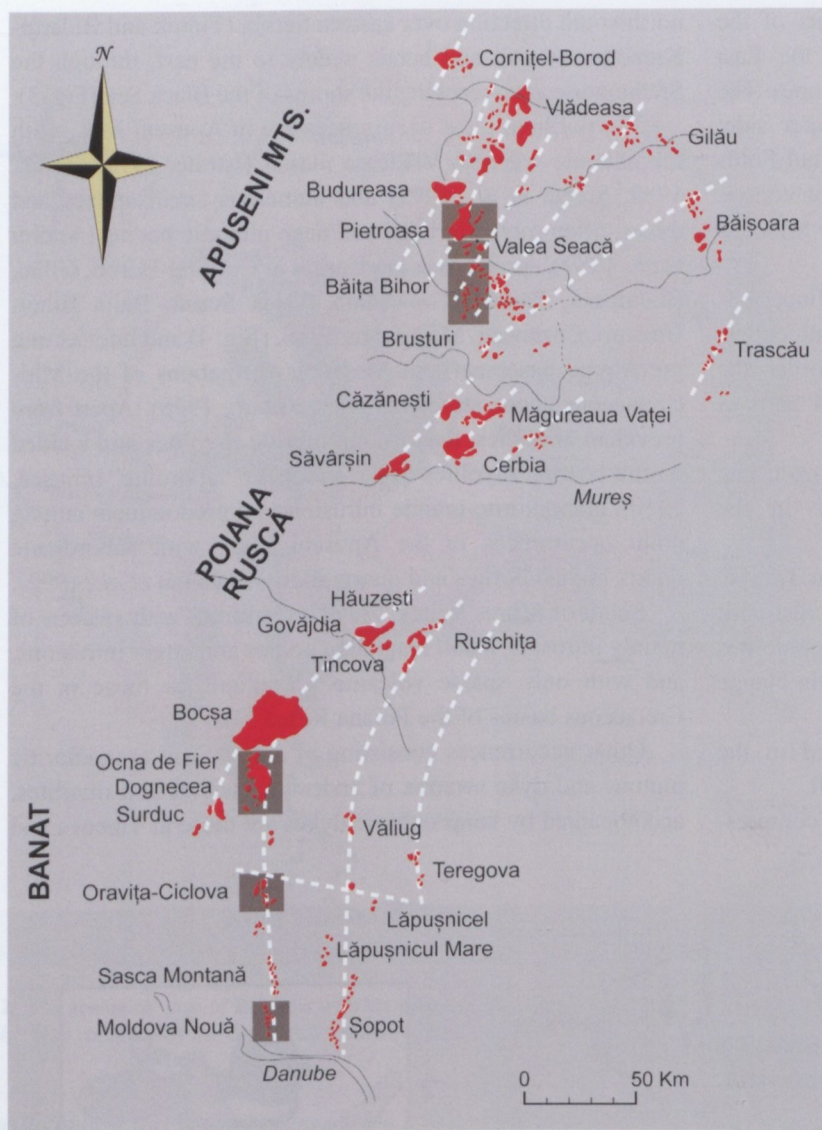 N
APUSENI MTS.
Cornițel-Borod
Vlădeasa
Gilău
Budureasa
Pietroasa
Valea Seacă
Băișoara
Băița Bihor
Brusturi
Trascău
Căzănești
Măgureaua Vaței
Săvârșin
Cerbia
Mureș
POIANA
RUSCĂ
Hăuzești
Govăjdia
Ruschița
Tincova
Bocșa
Ocna de Fier
Dognecea
Surduc
BANAT
Văliug
Teregova
Oravița-Ciclova
Lăpușnicel
Lăpușnicul Mare
Sasca Montană
Moldova Nouă
Șopot
Danube
0 50 Km